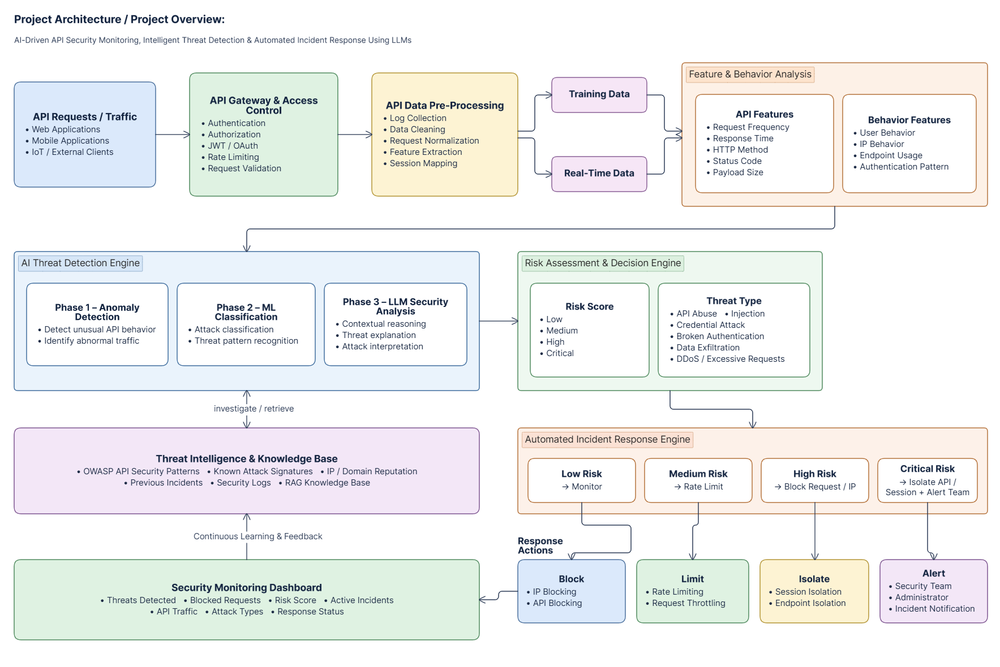 Project Architecture / Project Overview:
AI-Driven API Security Monitoring, Intelligent Threat Detection & Automated Incident Response Using LLMs
API Requests / Traffic
• Web Applications
• Mobile Applications
• IoT / External Clients
API Gateway & Access
Control
• Authentication
• Authorization
• JWT / OAuth
• Rate Limiting
• Request Validation
API Data Pre-Processing
• Log Collection
• Data Cleaning
• Request Normalization
• Feature Extraction
• Session Mapping
Training Data
Real-Time Data
Feature & Behavior Analysis
API Features
• Request Frequency
• Response Time
• HTTP Method
• Status Code
• Payload Size
Behavior Features
• User Behavior
• IP Behavior
• Endpoint Usage
• Authentication Pattern
AI Threat Detection Engine
Phase 1 – Anomaly
Detection
• Detect unusual API behavior
• Identify abnormal traffic
Phase 2 – ML
Classification
• Attack classification
• Threat pattern recognition
Phase 3 – LLM Security
Analysis
• Contextual reasoning
• Threat explanation
• Attack interpretation
Risk Assessment & Decision Engine
Risk Score
• Low
• Medium
• High
• Critical
Threat Type
• API Abuse • Injection
• Credential Attack
• Broken Authentication
• Data Exfiltration
• DDoS / Excessive Requests
investigate / retrieve
Threat Intelligence & Knowledge Base
• OWASP API Security Patterns • Known Attack Signatures • IP / Domain Reputation
• Previous Incidents • Security Logs • RAG Knowledge Base
Automated Incident Response Engine
Low Risk
→ Monitor
Medium Risk
→ Rate Limit
High Risk
→ Block Request / IP
Critical Risk
→ Isolate API /
Session + Alert Team
Continuous Learning & Feedback
Response
Actions
Security Monitoring Dashboard
• Threats Detected • Blocked Requests • Risk Score • Active Incidents
• API Traffic • Attack Types • Response Status
Block
• IP Blocking
• API Blocking
Limit
• Rate Limiting
• Request Throttling
Isolate
• Session Isolation
• Endpoint Isolation
Alert
• Security Team
• Administrator
• Incident Notification